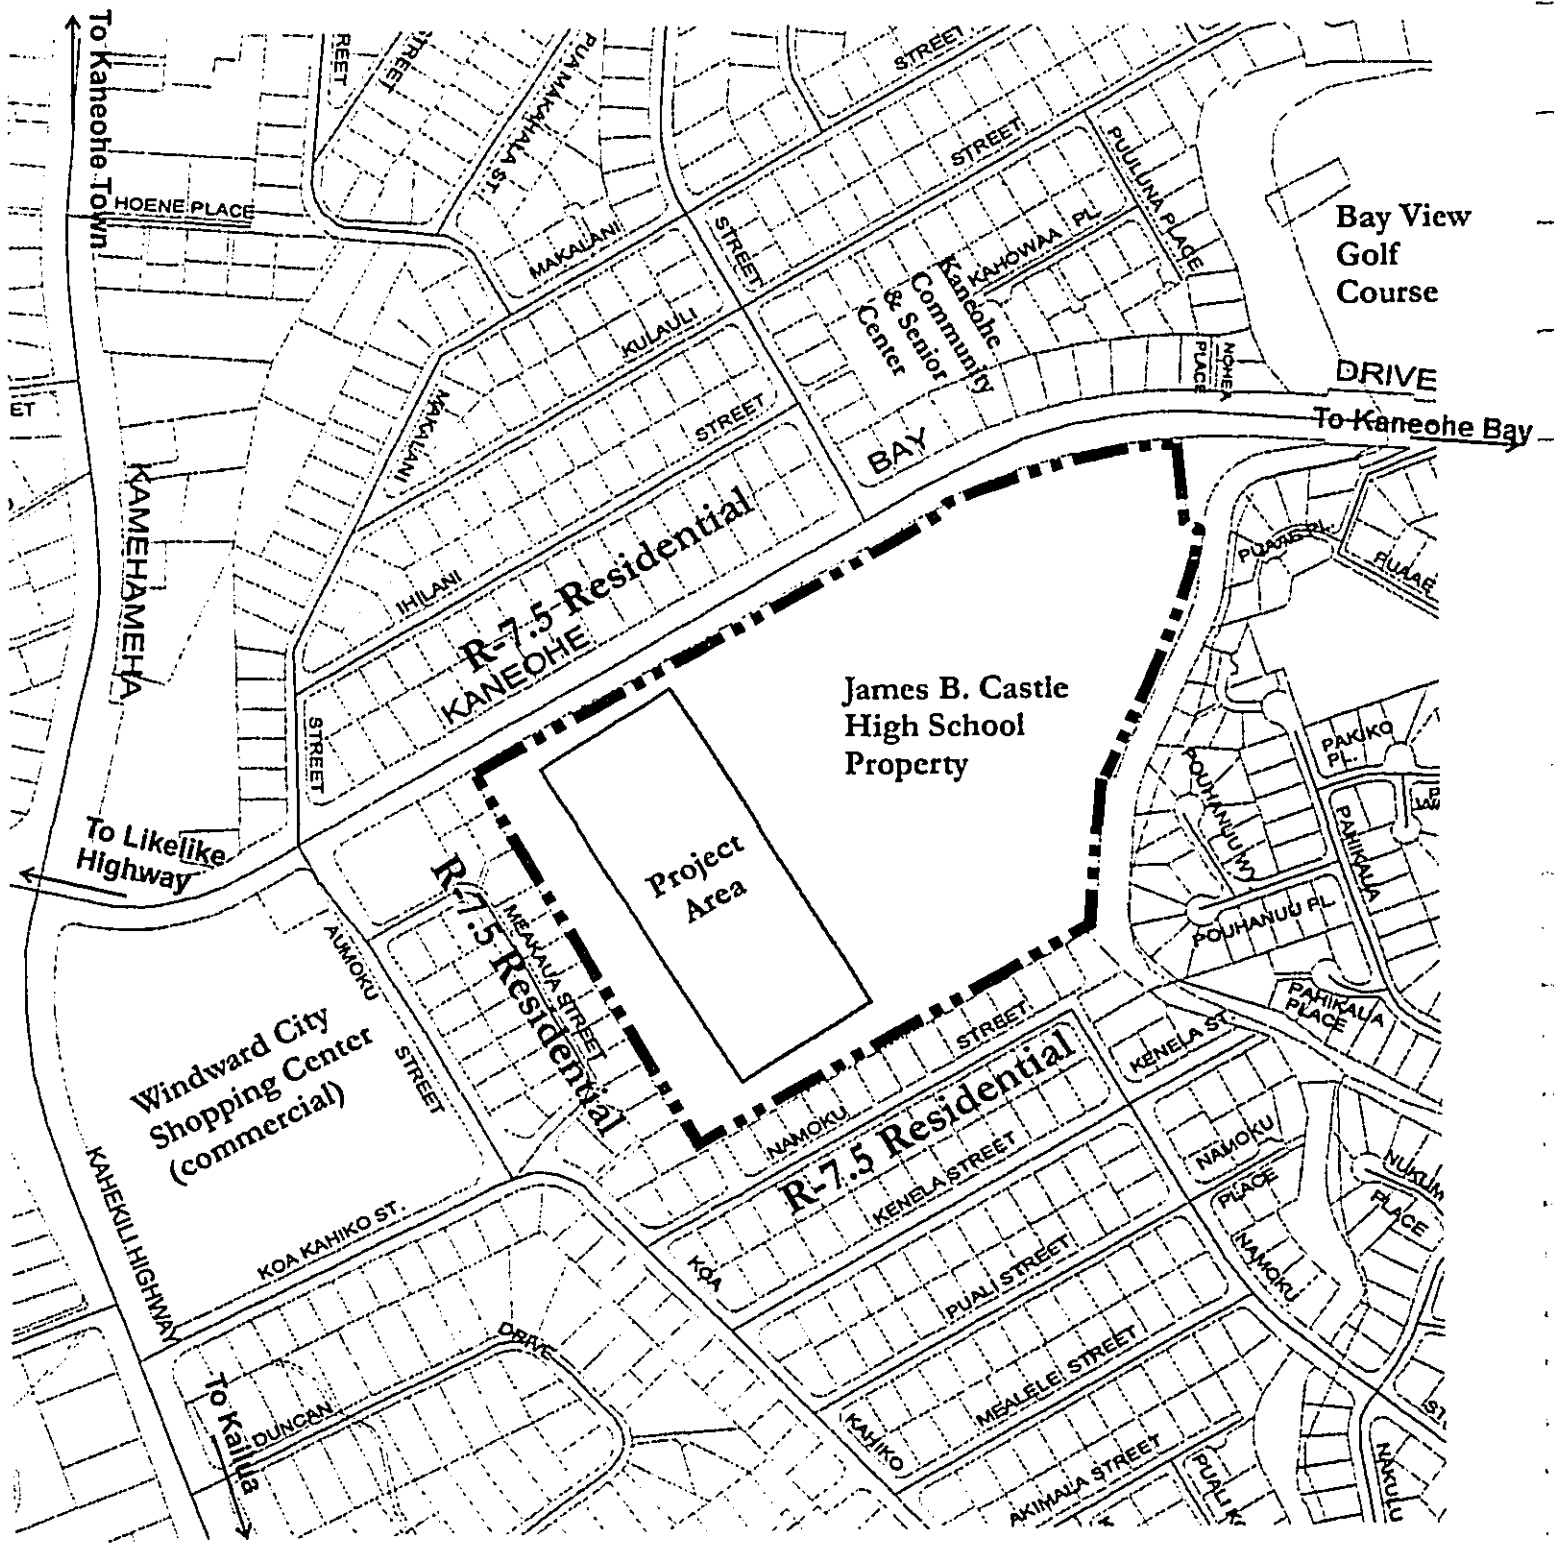 To Kaneohe Town
REET
STREET
PUA MAKAHALA ST.
STREET
STREET
PUULUNA PLACE
HOENE PLACE
MAKALANI
STREET
KAHOWAA PL.
Bay View
Golf
Course
Kaneohe
Community
& Senior
Center
KULAULI
NOHEA
PLACE
DRIVE
To Kaneohe Bay
ET
MAKALANI
STREET
BAY
KAMEHAMEHA
PUAAE PL.
PUAAE
IHILANI
R-7.5 Residential
KANEOHE
STREET
James B. Castle
High School
Property
PAKIKO
PL.
POUHANUU WY.
PAHIKAUA
To Likelike
Highway
Project
Area
R-7.5 Residential
MEAKAUA STREET
POUHANUU PL.
AUMOKU
STREET
PAHIKAUA
PLACE
Windward City
Shopping Center
(commercial)
STREET
KENELA ST.
NAMOKU
R-7.5 Residential
KENELA STREET
NAMOKU
PLACE
NAMOKU
NUKUM
PLACE
KAHEKILI HIGHWAY
KOA KAHIKO ST.
KOA
PUALI STREET
DRIVE
DUNCAN
To Kailua
MEALELE STREET
KAHIKO
AKIMALA STREET
PUALI K
NAKULU
ST